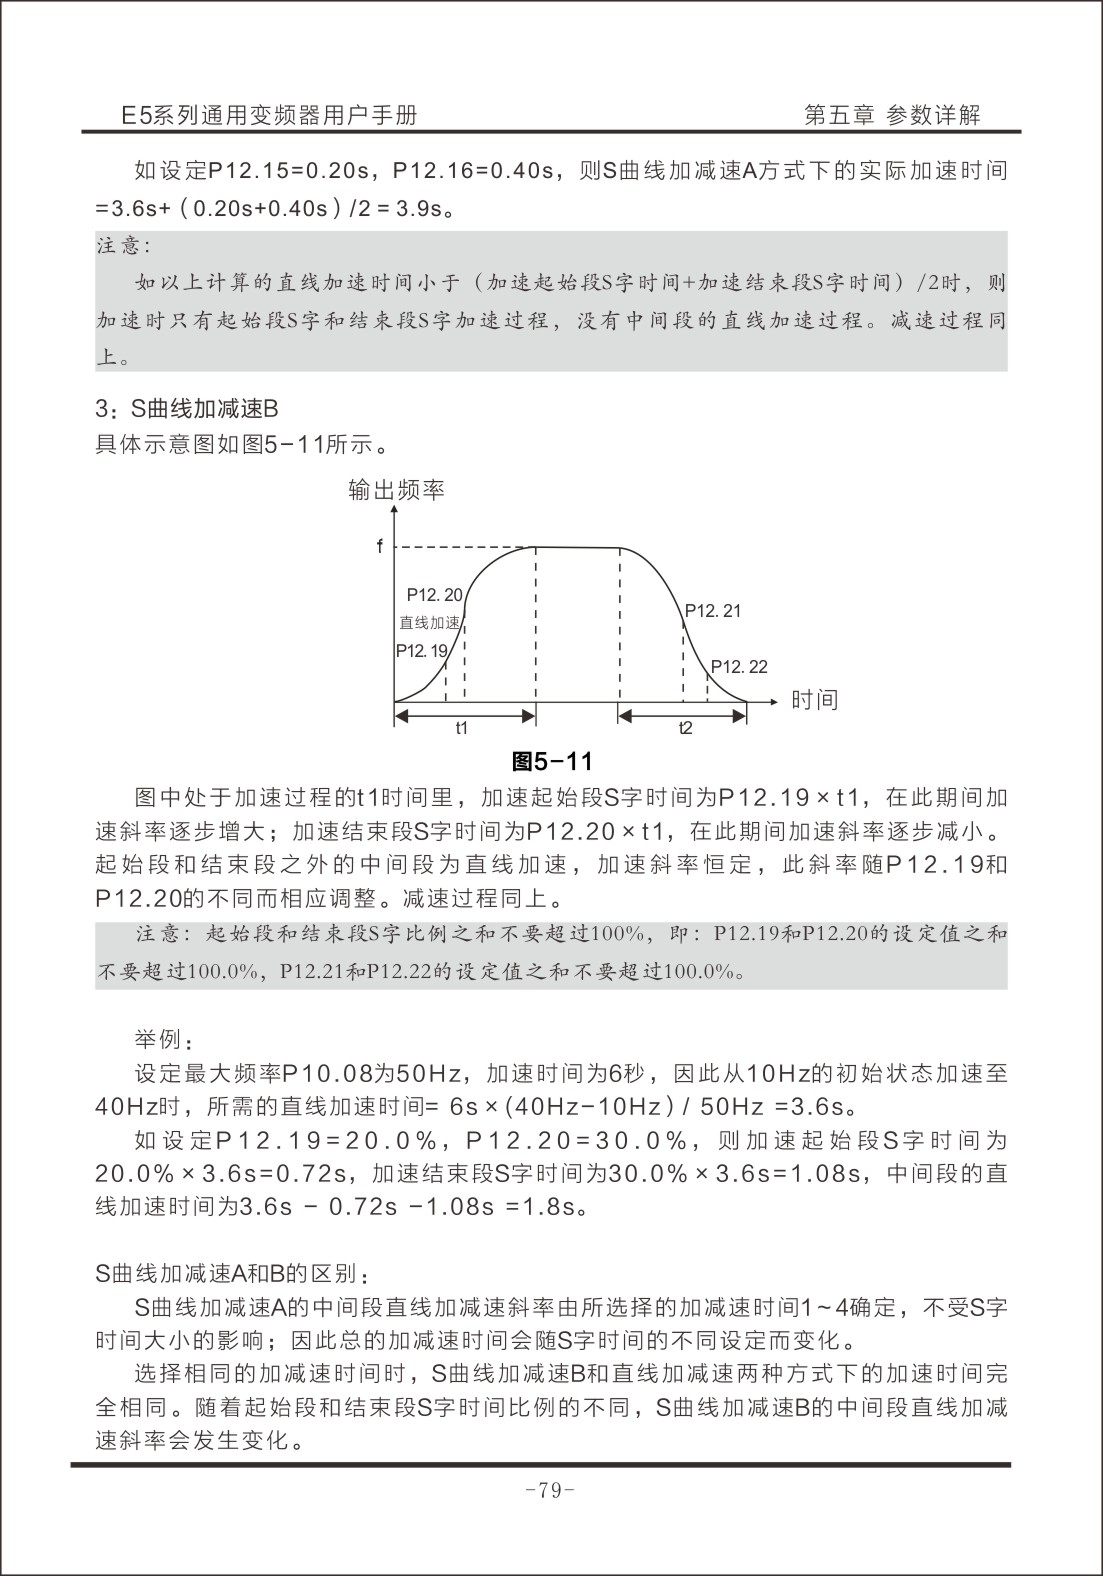 E5系列通用变频器用户手册
第五章 参数详解
如设定P12.15=0.20s，P12.16=0.40s，则S曲线加减速A方式下的实际加速时间
=3.6s+（0.20s+0.40s）/2 = 3.9s。
注意：
如以上计算的直线加速时间小于（加速起始段S字时间+加速结束段S字时间）/2时，则
加速时只有起始段S字和结束段S字加速过程，没有中间段的直线加速过程。减速过程同
上。
3：S曲线加减速B
具体示意图如图5-11所示。
输出频率
f
P12.20
直线加速
P12.19
P12.21
P12.22
时间
t1
t2
图5-11
图中处于加速过程的t1时间里，加速起始段S字时间为P12.19×t1，在此期间加
速斜率逐步增大；加速结束段S字时间为P12.20×t1，在此期间加速斜率逐步减小。
起始段和结束段之外的中间段为直线加速，加速斜率恒定，此斜率随P12.19和
P12.20的不同而相应调整。减速过程同上。
注意：起始段和结束段S字比例之和不要超过100%，即：P12.19和P12.20的设定值之和
不要超过100.0%，P12.21和P12.22的设定值之和不要超过100.0%。
举例：
设定最大频率P10.08为50Hz，加速时间为6秒，因此从10Hz的初始状态加速至
40Hz时，所需的直线加速时间= 6s×(40Hz-10Hz)/ 50Hz =3.6s。
如设定P12.19=20.0%，P12.20=30.0%，则加速起始段S字时间为
20.0%×3.6s=0.72s，加速结束段S字时间为30.0%×3.6s=1.08s，中间段的直
线加速时间为3.6s - 0.72s -1.08s =1.8s。
S曲线加减速A和B的区别：
S曲线加减速A的中间段直线加减速斜率由所选择的加减速时间1~4确定，不受S字
时间大小的影响；因此总的加减速时间会随S字时间的不同设定而变化。
选择相同的加减速时间时，S曲线加减速B和直线加减速两种方式下的加速时间完
全相同。随着起始段和结束段S字时间比例的不同，S曲线加减速B的中间段直线加减
速斜率会发生变化。
-79-